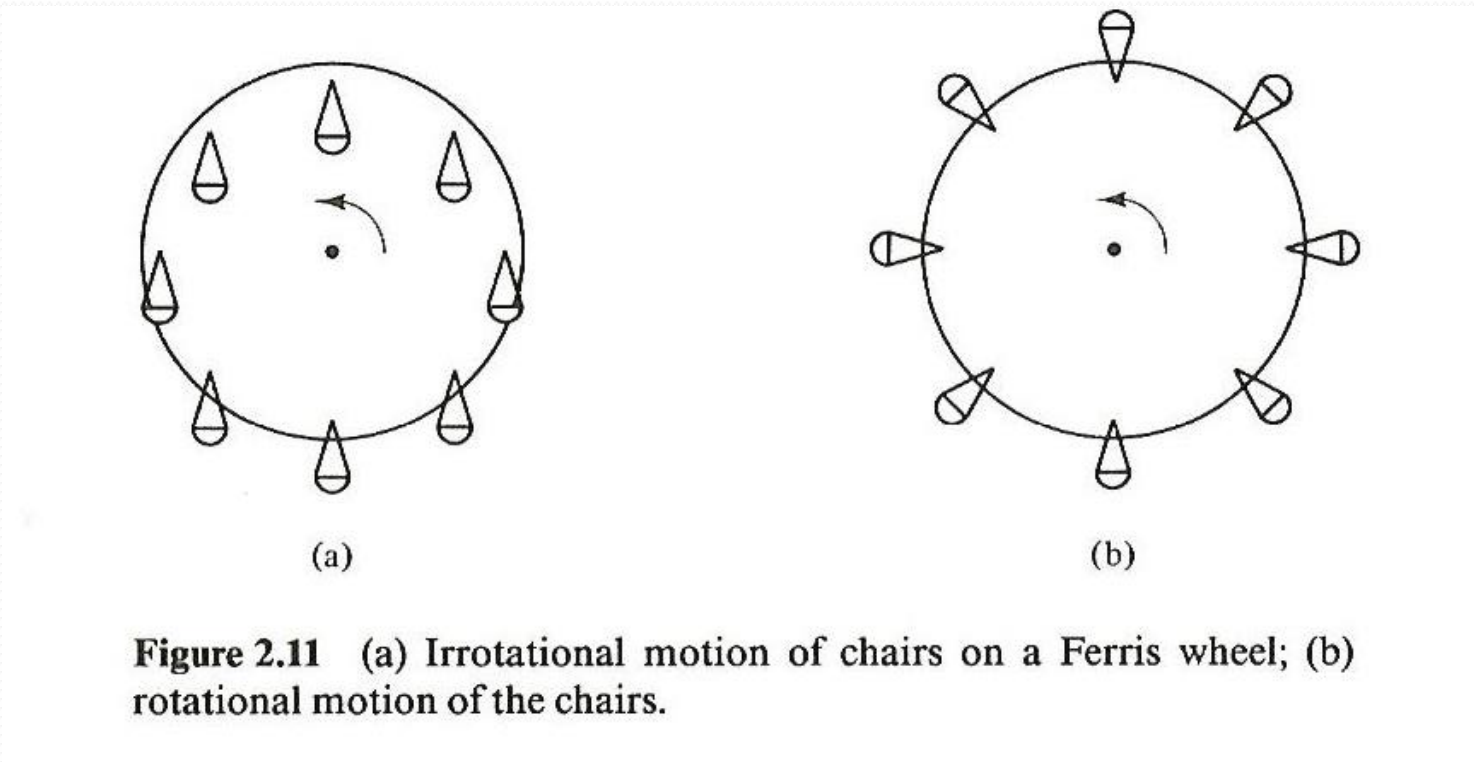 (a)
(b)
Figure 2.11 (a) Irrotational motion of chairs on a Ferris wheel; (b)
rotational motion of the chairs.